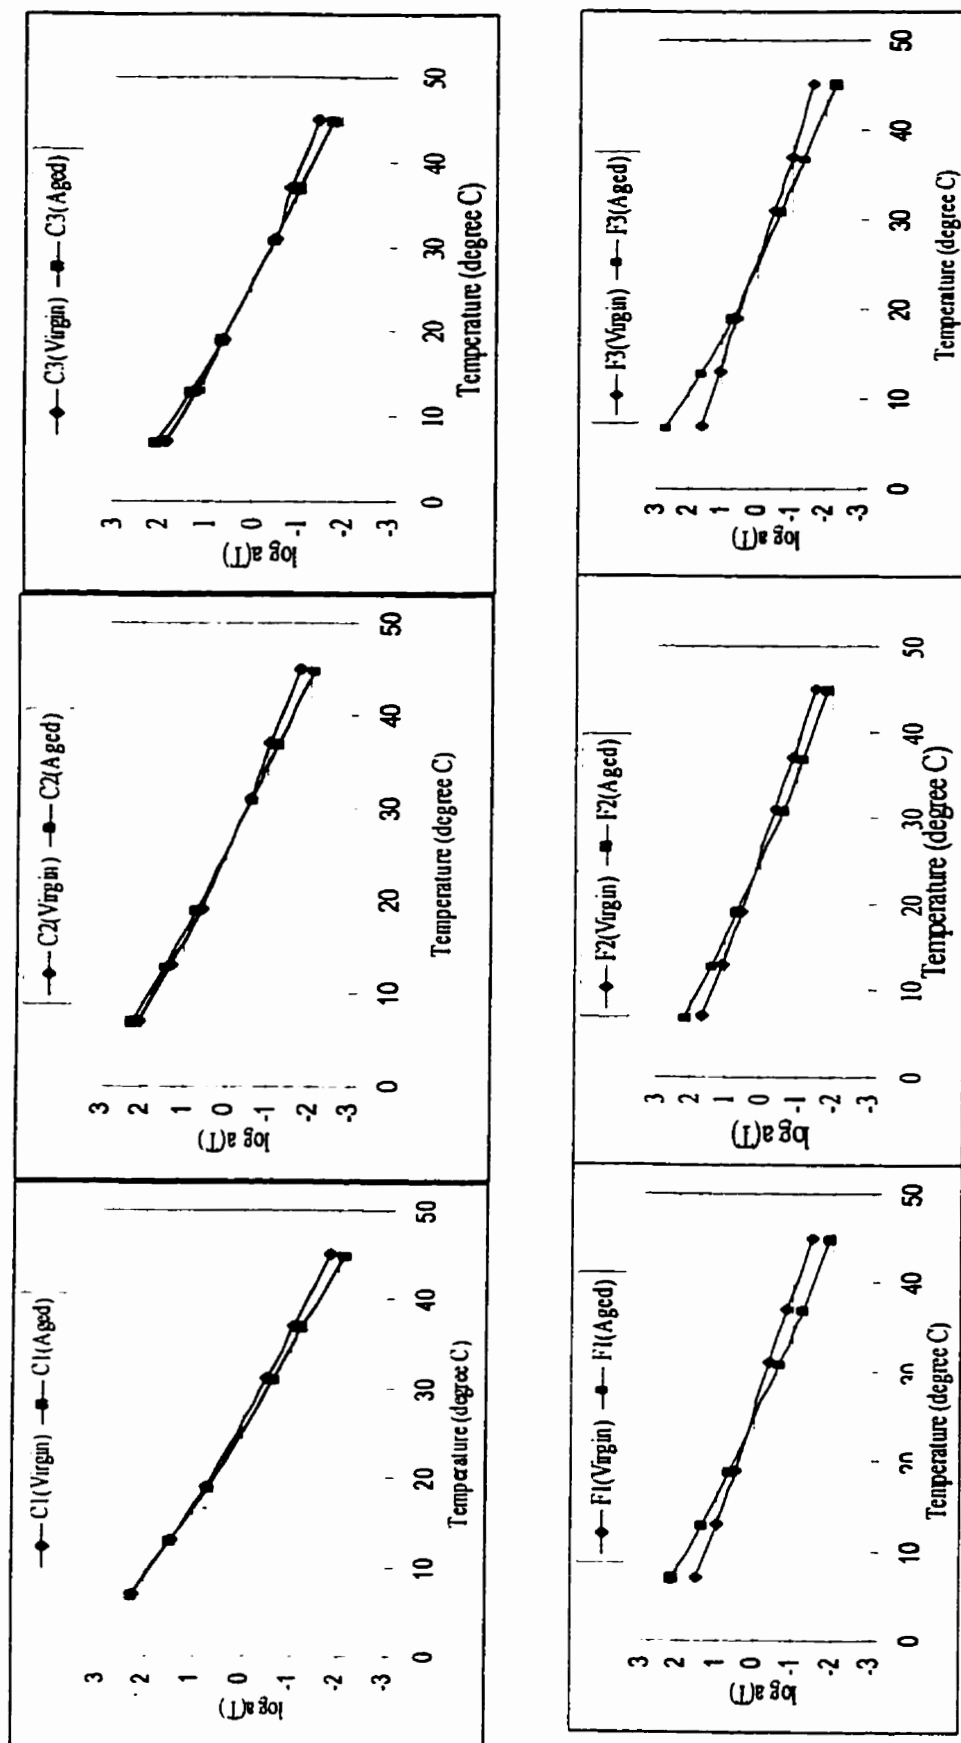 C1(Virgin) C1(Aged)
3
2
1
0
-1
-2
-3
log a(T)
0 10 20 30 40 50
Temperature (degree C)
C2(Virgin) C2(Aged)
3
2
1
0
-1
-2
-3
log a(T)
0 10 20 30 40 50
Temperature (degree C)
C3(Virgin) C3(Aged)
3
2
1
0
-1
-2
-3
log a(T)
0 10 20 30 40 50
Temperature (degree C)
F1(Virgin) F1(Aged)
3
2
1
0
-1
-2
-3
log a(T)
0 10 20 30 40 50
Temperature (degree C)
F2(Virgin) F2(Aged)
3
2
1
0
-1
-2
-3
log a(T)
0 10 20 30 40 50
Temperature (degree C)
F3(Virgin) F3(Aged)
3
2
1
0
-1
-2
-3
log a(T)
0 10 20 30 40 50
Temperature (degree C)